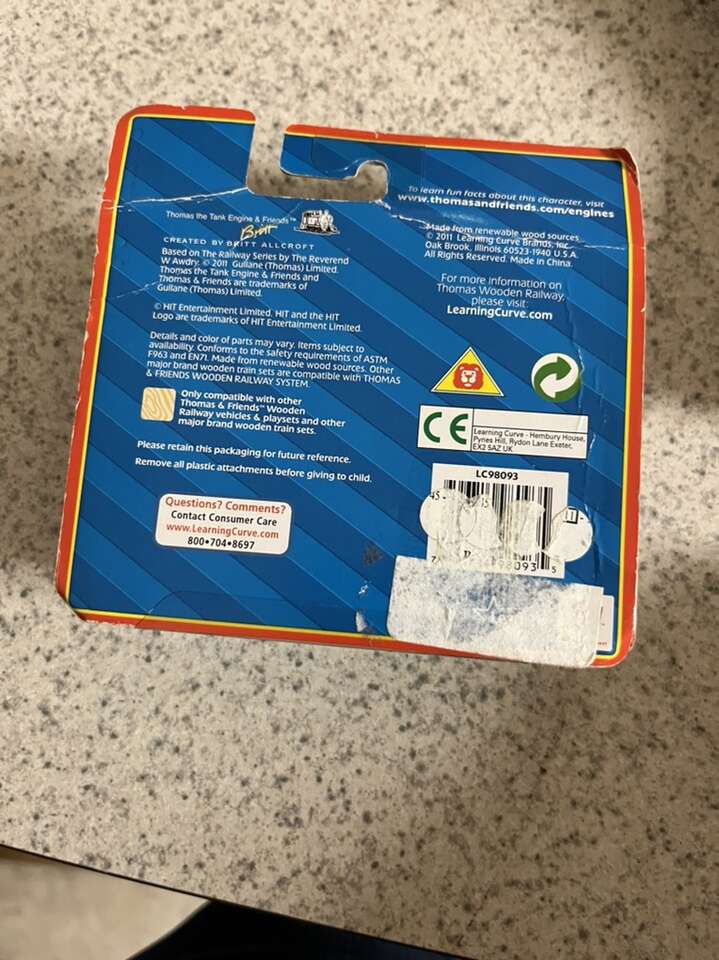 Thomas the Tank Engine & Friends™
Britt
CREATED BY BRITT ALLCROFT
Based on The Railway Series by The Reverend
W Awdry. © 2011 Gullane (Thomas) Limited.
Thomas the Tank Engine & Friends and
Thomas & Friends are trademarks of
Gullane (Thomas) Limited.
© HIT Entertainment Limited. HIT and the HIT
Logo are trademarks of HIT Entertainment Limited.
Details and color of parts may vary. Items subject to
availability. Conforms to the safety requirements of ASTM
F963 and EN71. Made from renewable wood sources. Other
major brand wooden train sets are compatible with THOMAS
& FRIENDS WOODEN RAILWAY SYSTEM.
Only compatible with other
Thomas & Friends™ Wooden
Railway vehicles & playsets and other
major brand wooden train sets.
Please retain this packaging for future reference.
Remove all plastic attachments before giving to child.
Questions? Comments?
Contact Consumer Care
www.LearningCurve.com
800•704•8697
To learn fun facts about this character, visit
www.thomasandfriends.com/engines
Made from renewable wood sources
© 2011 Learning Curve Brands, Inc.
Oak Brook, Illinois 60523-1940 U.S.A.
All Rights Reserved. Made in China.
For more information on
Thomas Wooden Railway,
please visit:
LearningCurve.com
CE
Learning Curve - Hembury House,
Pynes Hill, Rydon Lane Exeter,
EX2 5AZ UK
LC98093
98093 5